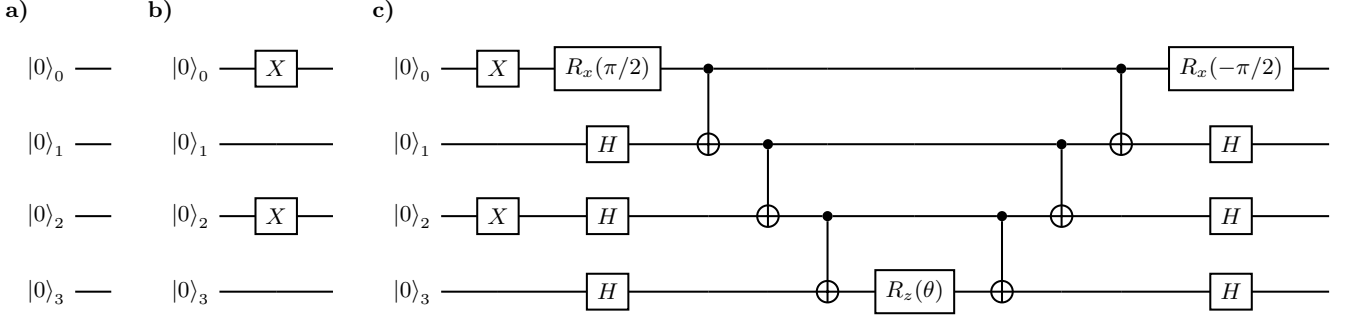 a) b) c)
|0⟩₀ |0⟩₀ X |0⟩₀ X Rₓ(π/2) Rₓ(−π/2)
|0⟩₁ |0⟩₁ |0⟩₁ H H
|0⟩₂ |0⟩₂ X |0⟩₂ X H H
|0⟩₃ |0⟩₃ |0⟩₃ H R_z(θ) H